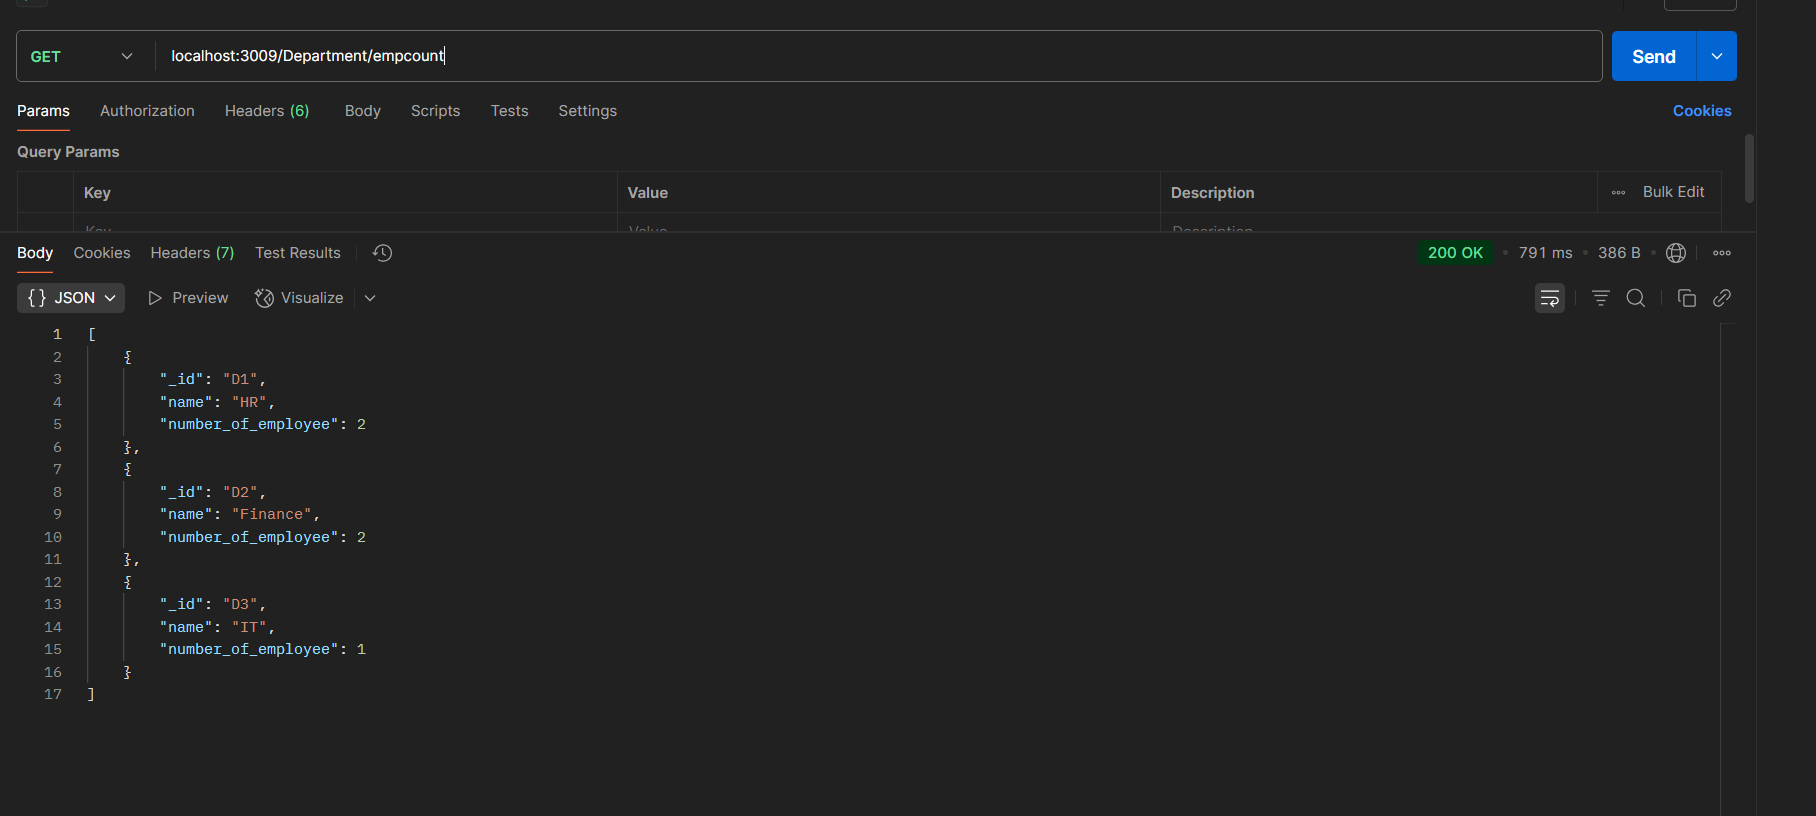 GET localhost:3009/Department/empcount Send
Params Authorization Headers (6) Body Scripts Tests Settings Cookies
Query Params
Key Value Description Bulk Edit
Key Value Description
Body Cookies Headers (7) Test Results 200 OK • 791 ms • 386 B •
{} JSON Preview Visualize
1 [
2 {
3 "_id": "D1",
4 "name": "HR",
5 "number_of_employee": 2
6 },
7 {
8 "_id": "D2",
9 "name": "Finance",
10 "number_of_employee": 2
11 },
12 {
13 "_id": "D3",
14 "name": "IT",
15 "number_of_employee": 1
16 }
17 ]